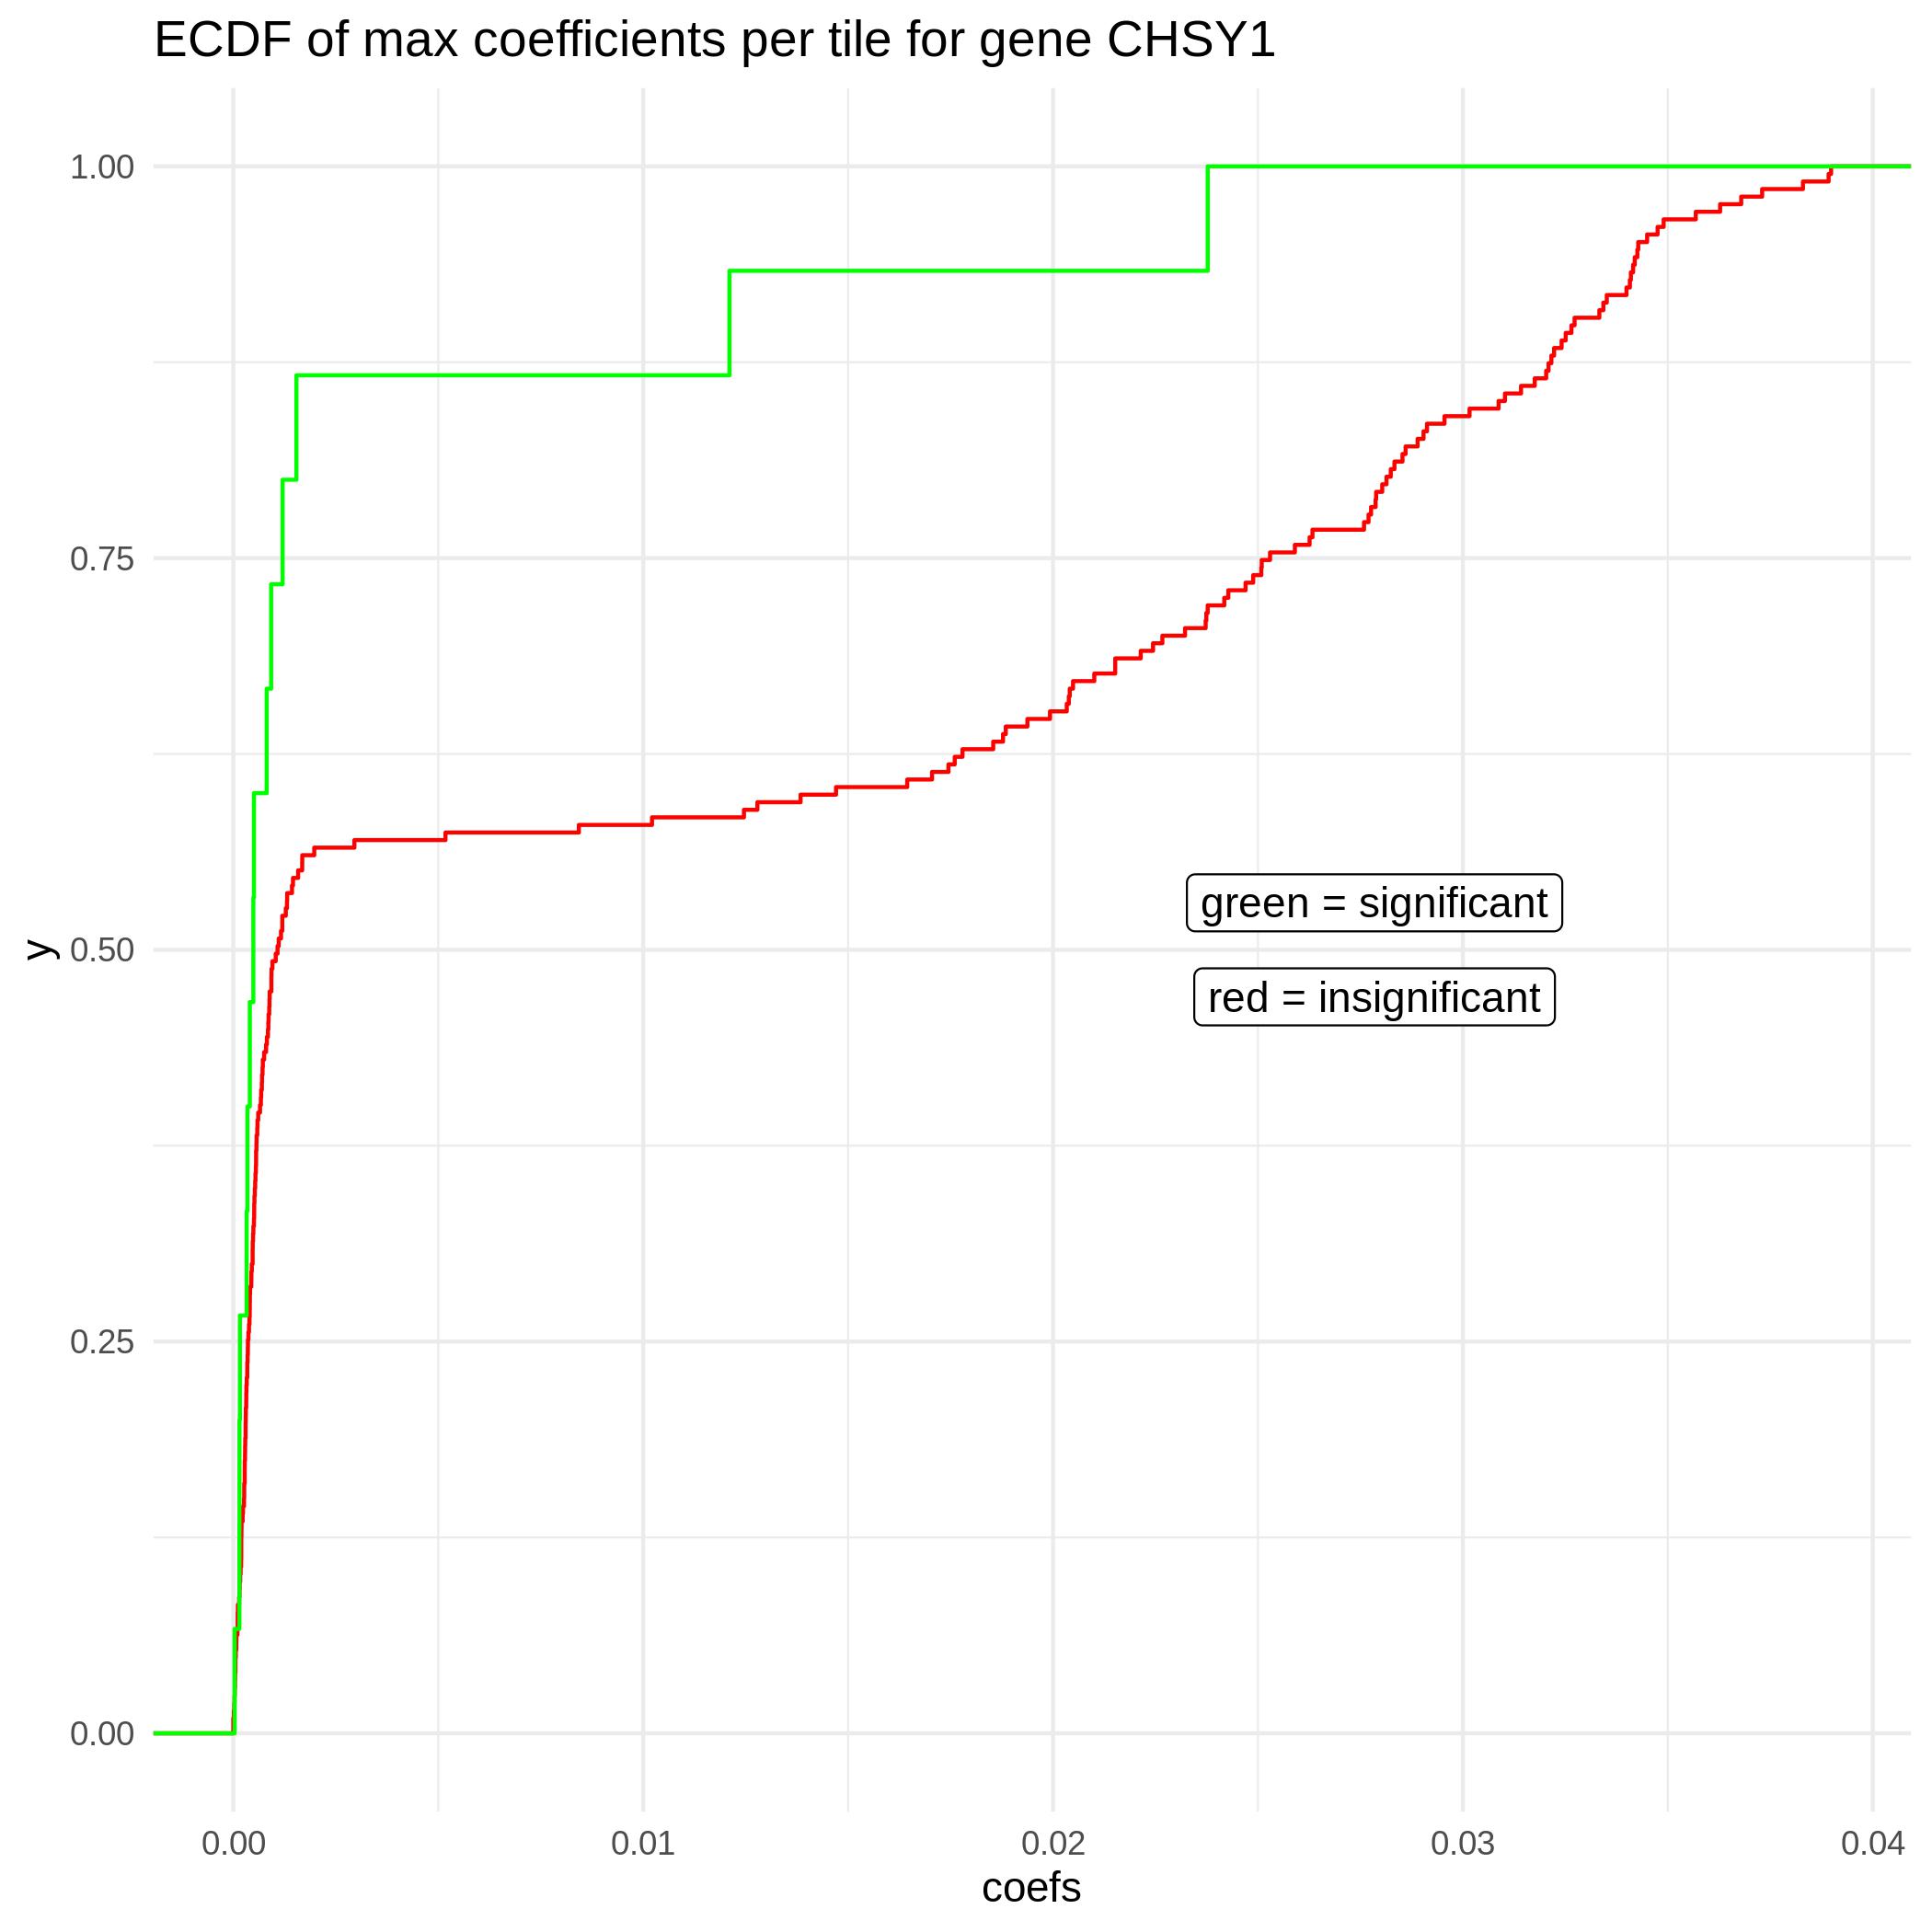 ECDF of max coefficients per tile for gene CHSY1
1.00
0.75
0.50
0.25
0.00
y
green = significant
red = insignificant
0.00 0.01 0.02 0.03 0.04
coefs